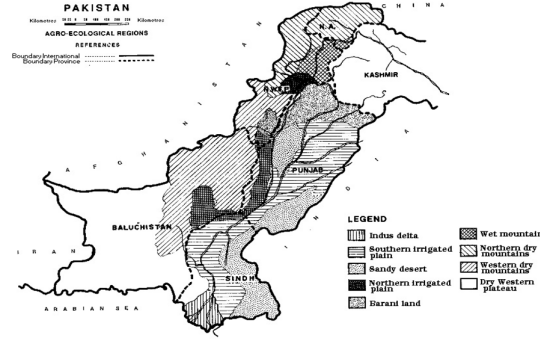 PAKISTAN
Kilometres
Kilometres
AGRO-ECOLOGICAL REGIONS
REFERENCES
Boundary International
Boundary Province
CHINA
N.A.
KASHMIR
N.W.F.P
AFGHANISTAN
PUNJAB
INDIA
BALUCHISTAN
IRAN
SINDH
ARABIAN SEA
LEGEND
Indus delta
Southern irrigated
plain
Sandy desert
Northern irrigated
plain
Barani land
Wet mountain
Northern dry
mountains
Western dry
mountains
Dry Western
plateau